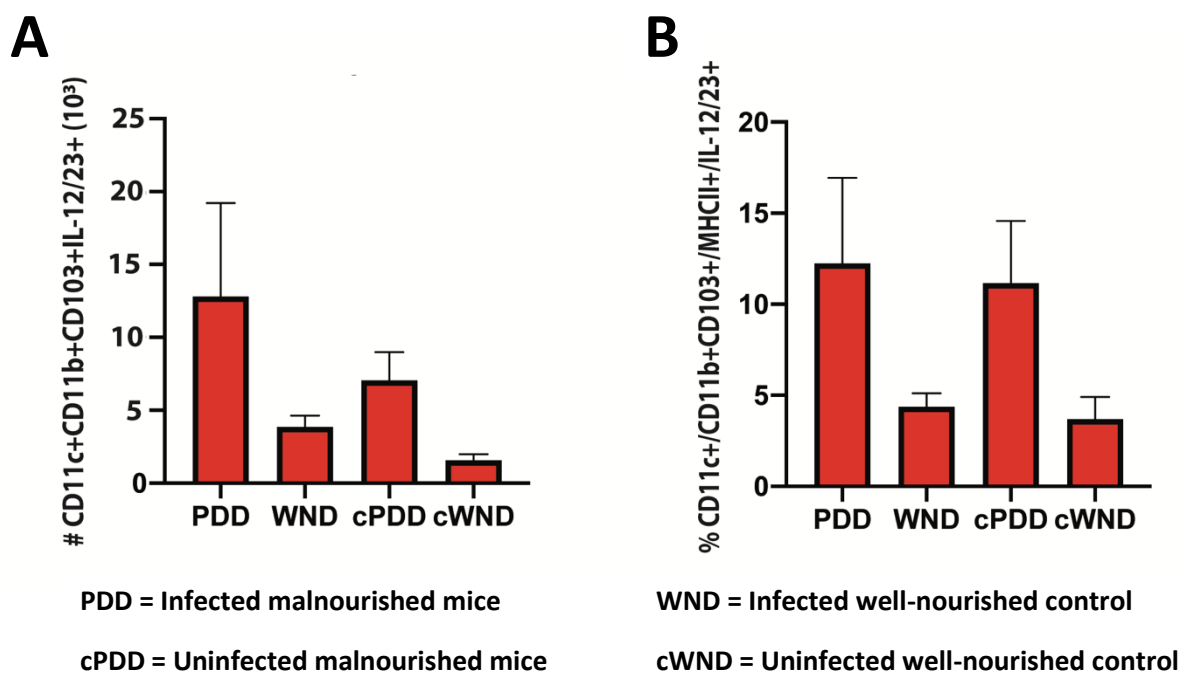 A
# CD11c+CD11b+CD103+IL-12/23+ (10³)
25
20
15
10
5
0
PDD WND cPDD cWND
B
% CD11c+/CD11b+CD103+/MHCII+/IL-12/23+
20
15
10
5
0
PDD WND cPDD cWND
PDD = Infected malnourished mice
WND = Infected well-nourished control
cPDD = Uninfected malnourished mice
cWND = Uninfected well-nourished control